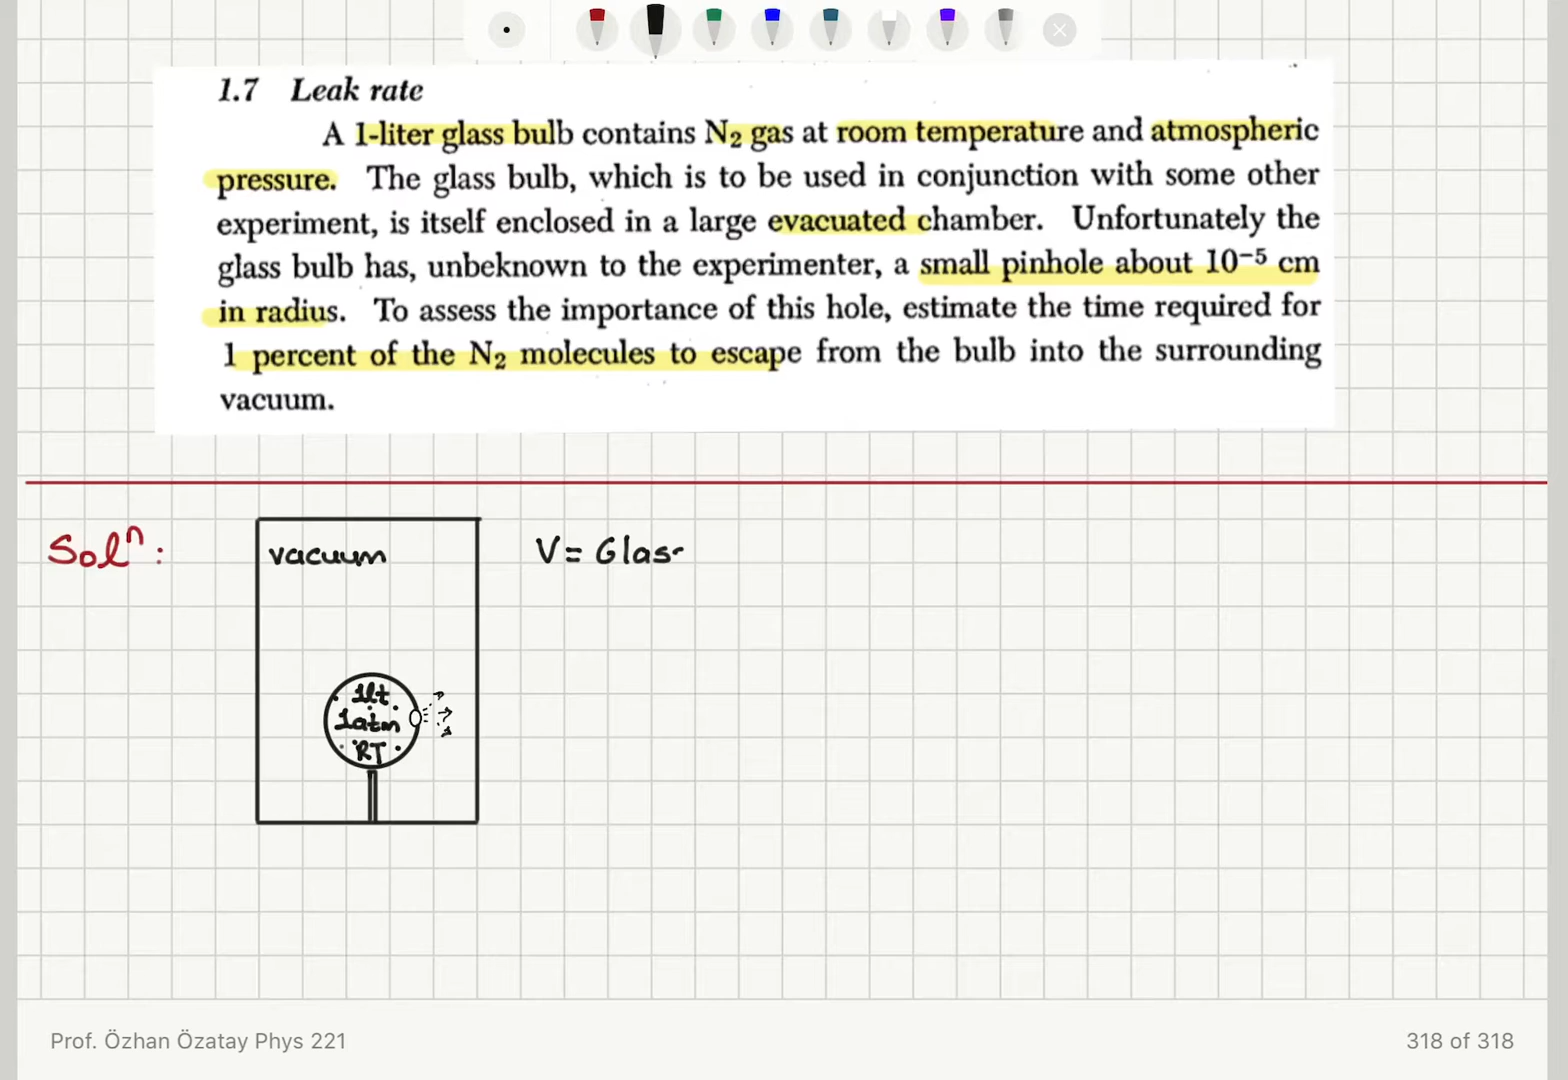 1.7 Leak rate
A 1-liter glass bulb contains N₂ gas at room temperature and atmospheric
pressure. The glass bulb, which is to be used in conjunction with some other
experiment, is itself enclosed in a large evacuated chamber. Unfortunately the
glass bulb has, unbeknown to the experimenter, a small pinhole about 10⁻⁵ cm
in radius. To assess the importance of this hole, estimate the time required for
1 percent of the N₂ molecules to escape from the bulb into the surrounding
vacuum.
Solⁿ:
vacuum
V= Glas
1lt
1atm
RT
Prof. Özhan Özatay Phys 221
318 of 318